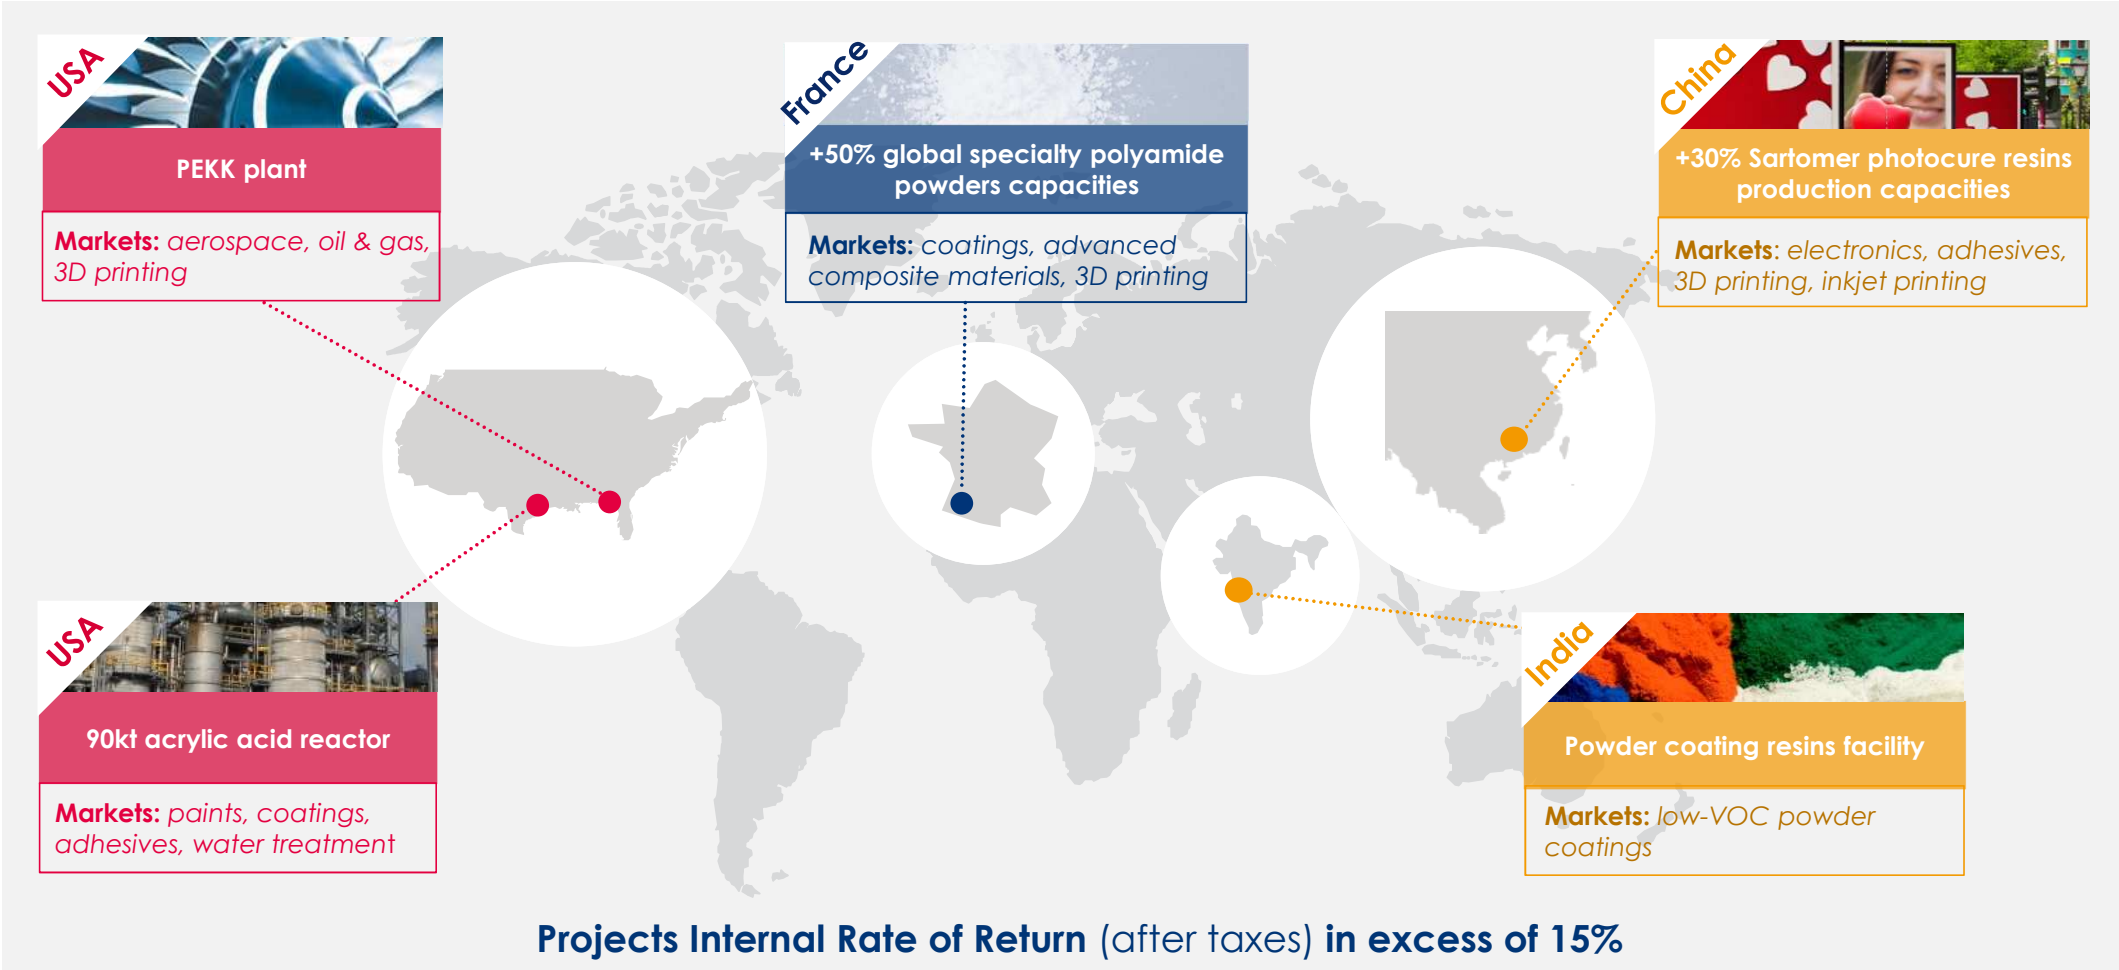 USA
PEKK plant
Markets: aerospace, oil & gas,
3D printing
France
+50% global specialty polyamide
powders capacities
Markets: coatings, advanced
composite materials, 3D printing
China
+30% Sartomer photocure resins
production capacities
Markets: electronics, adhesives,
3D printing, inkjet printing
USA
90kt acrylic acid reactor
Markets: paints, coatings,
adhesives, water treatment
India
Powder coating resins facility
Markets: low-VOC powder
coatings
Projects Internal Rate of Return (after taxes) in excess of 15%